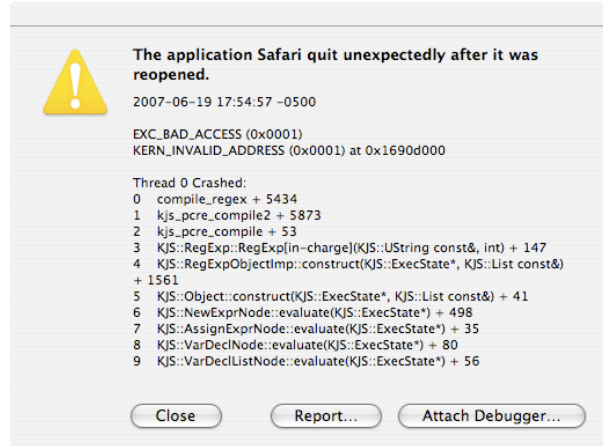 The application Safari quit unexpectedly after it was
reopened.
2007-06-19 17:54:57 -0500
EXC_BAD_ACCESS (0x0001)
KERN_INVALID_ADDRESS (0x0001) at 0x1690d000
Thread 0 Crashed:
0 compile_regex + 5434
1 kjs_pcre_compile2 + 5873
2 kjs_pcre_compile + 53
3 KJS::RegExp::RegExp[in-charge](KJS::UString const&, int) + 147
4 KJS::RegExpObjectImp::construct(KJS::ExecState*, KJS::List const&)
+ 1561
5 KJS::Object::construct(KJS::ExecState*, KJS::List const&) + 41
6 KJS::NewExprNode::evaluate(KJS::ExecState*) + 498
7 KJS::AssignExprNode::evaluate(KJS::ExecState*) + 35
8 KJS::VarDeclNode::evaluate(KJS::ExecState*) + 80
9 KJS::VarDeclListNode::evaluate(KJS::ExecState*) + 56
Close Report... Attach Debugger...